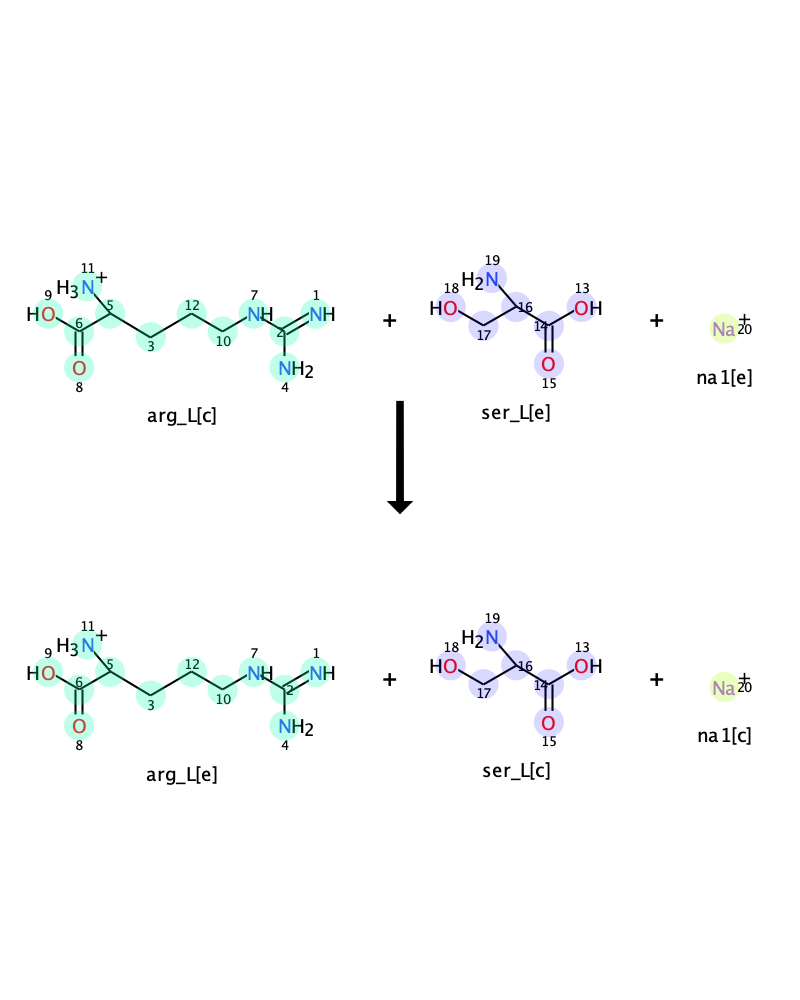 11 H₃N+ 9 HO 6 5 3 12 10 7 NH 2 1 NH O 8 NH₂ 4 + 19 H₂N 18 HO 17 16 14 13 OH O 15 + Na+ 20
arg_L[c] ser_L[e] na1[e]
11 H₃N+ 9 HO 6 5 3 12 10 7 NH 2 1 NH O 8 NH₂ 4 + 19 H₂N 18 HO 17 16 14 13 OH O 15 + Na+ 20
arg_L[e] ser_L[c] na1[c]